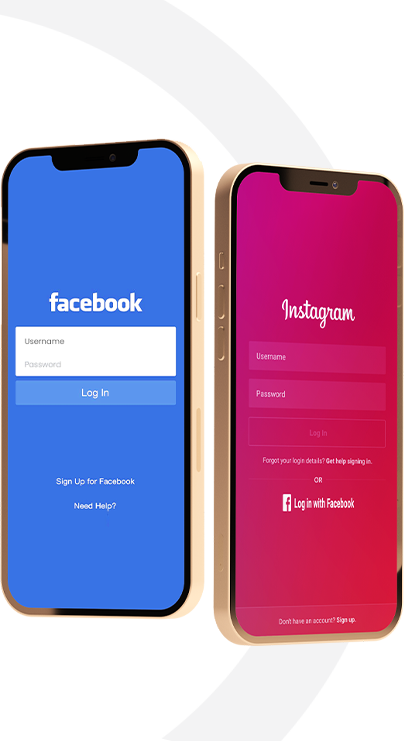 facebook
Username
Password
Log In
Sign Up for Facebook
Need Help?
Instagram
Username
Password
Log In
Forgot your login details? Get help signing in.
OR
Log in with Facebook
Don't have an account? Sign up.